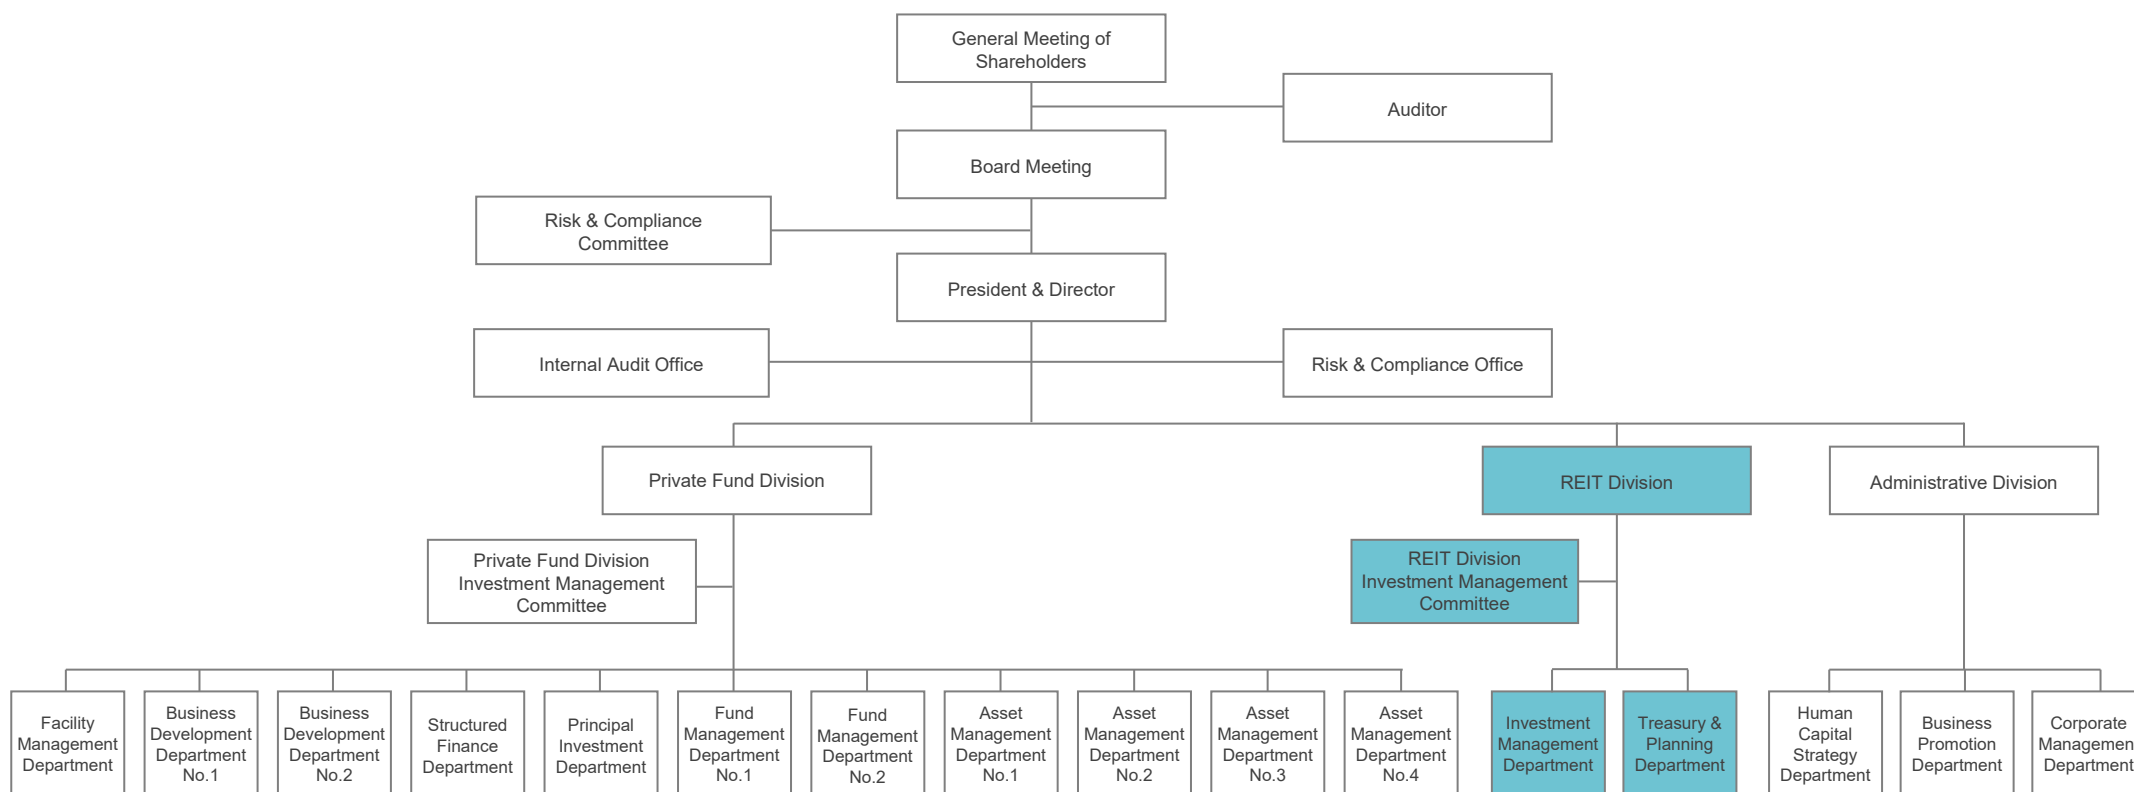 General Meeting of
Shareholders
Auditor
Board Meeting
Risk & Compliance
Committee
President & Director
Internal Audit Office
Risk & Compliance Office
Private Fund Division
REIT Division
Administrative Division
Private Fund Division
Investment Management
Committee
REIT Division
Investment Management
Committee
Facility
Management
Department
Business
Development
Department
No.1
Business
Development
Department
No.2
Structured
Finance
Department
Principal
Investment
Department
Fund
Management
Department
No.1
Fund
Management
Department
No.2
Asset
Management
Department
No.1
Asset
Management
Department
No.2
Asset
Management
Department
No.3
Asset
Management
Department
No.4
Investment
Management
Department
Treasury &
Planning
Department
Human
Capital
Strategy
Department
Business
Promotion
Department
Corporate
Management
Department